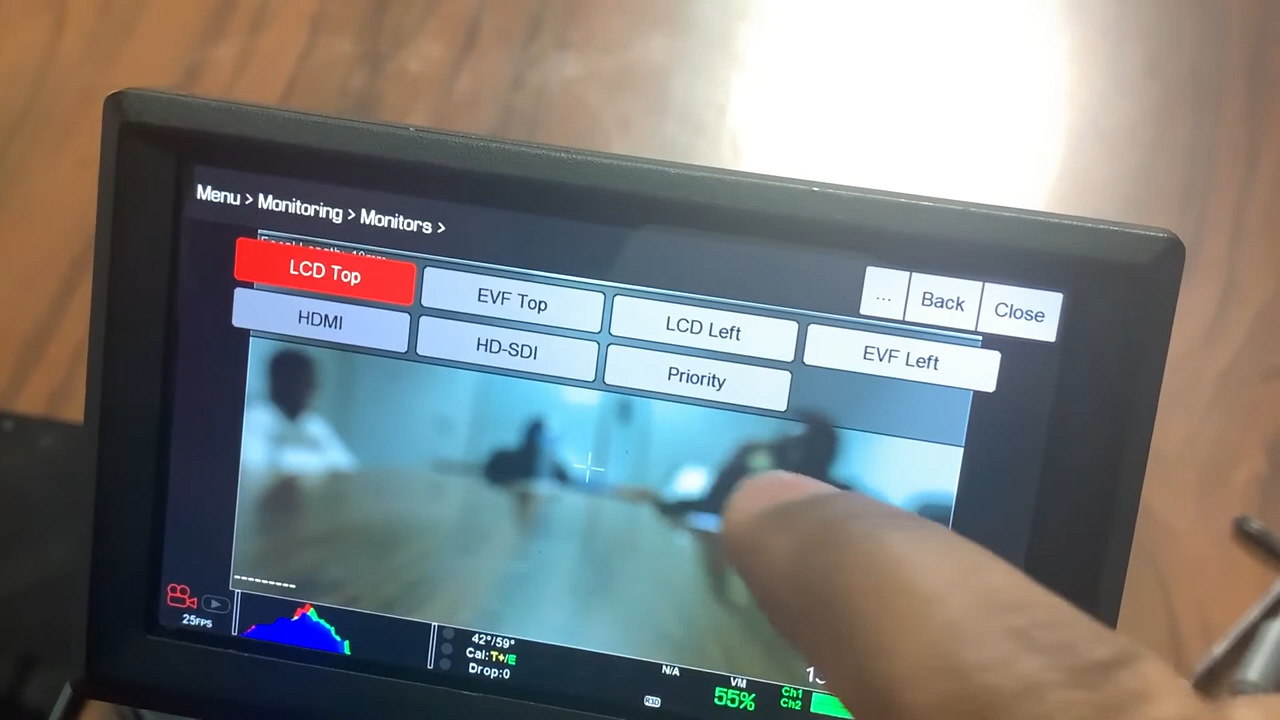 Menu > Monitoring > Monitors >
LCD Top
EVF Top
LCD Left
EVF Left
... Back Close
HDMI
HD-SDI
Priority
25FPS
42°/59°
Cal:T+/E
Drop:0
N/A
R3D
VM
55%
Ch1
Ch2